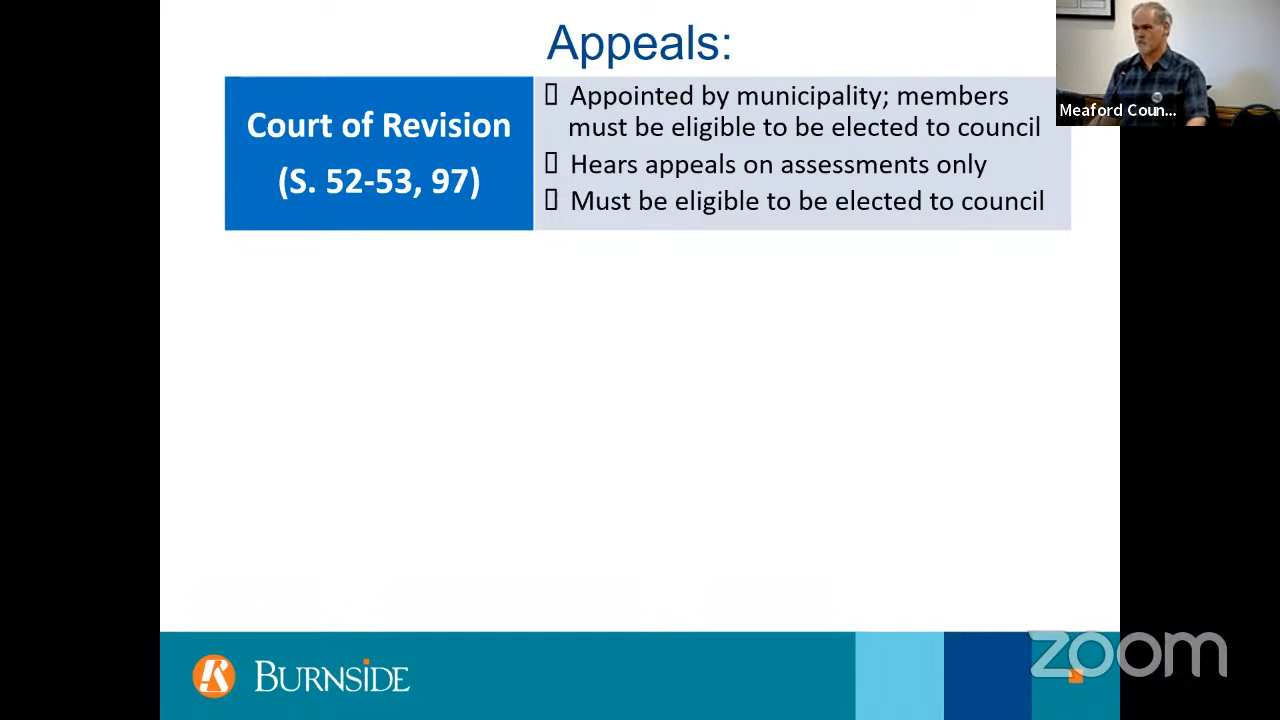 Appeals:
Court of Revision
(S. 52-53, 97)
Appointed by municipality; members
must be eligible to be elected to council
Hears appeals on assessments only
Must be eligible to be elected to council
Meaford Coun...
BURNSIDE
zoom